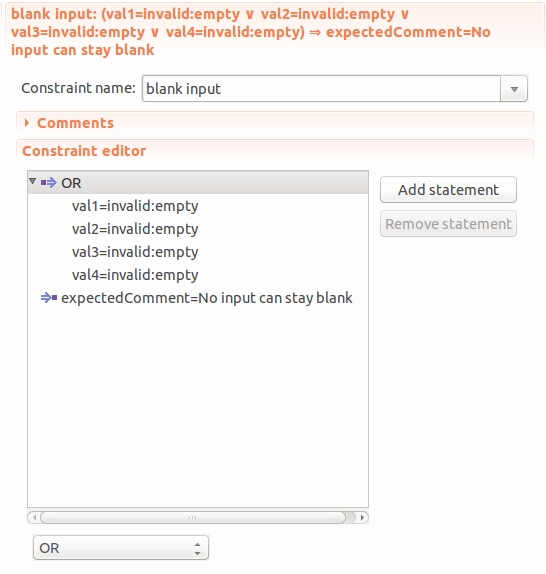 blank input: (val1=invalid:empty ∨ val2=invalid:empty ∨
val3=invalid:empty ∨ val4=invalid:empty) ⇒ expectedComment=No
input can stay blank
Constraint name: blank input
Comments
Constraint editor
OR
Add statement
val1=invalid:empty
val2=invalid:empty
Remove statement
val3=invalid:empty
val4=invalid:empty
expectedComment=No input can stay blank
OR